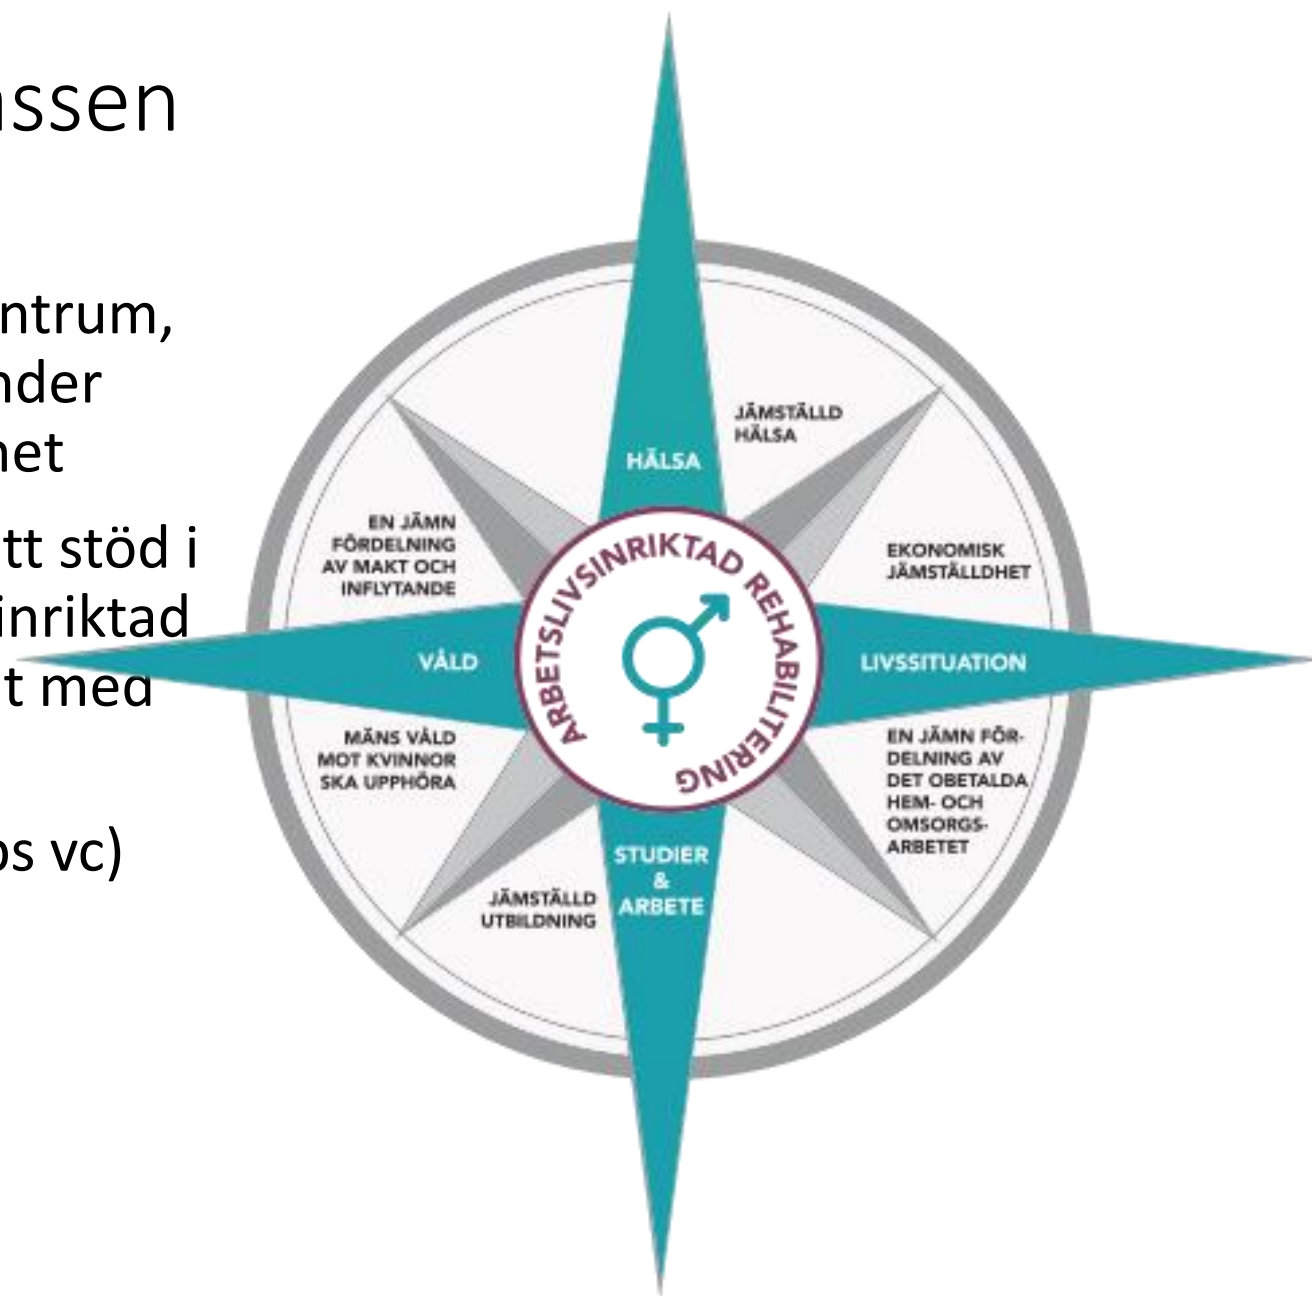 ssen
ntrum,
nder
het
tt stöd i
inriktad
t med
os vc)
HÄLSA
JÄMSTÄLLD
HÄLSA
EKONOMISK
JÄMSTÄLLDHET
LIVSSITUATION
EN JÄMN FÖR-
DELNING AV
DET OBETALDA
HEM- OCH
OMSORGS-
ARBETET
STUDIER
&
ARBETE
JÄMSTÄLLD
UTBILDNING
MÄNS VÅLD
MOT KVINNOR
SKA UPPHÖRA
VÅLD
EN JÄMN
FÖRDELNING
AV MAKT OCH
INFLYTANDE
ARBETSLIVSINRIKTAD REHABILITERING